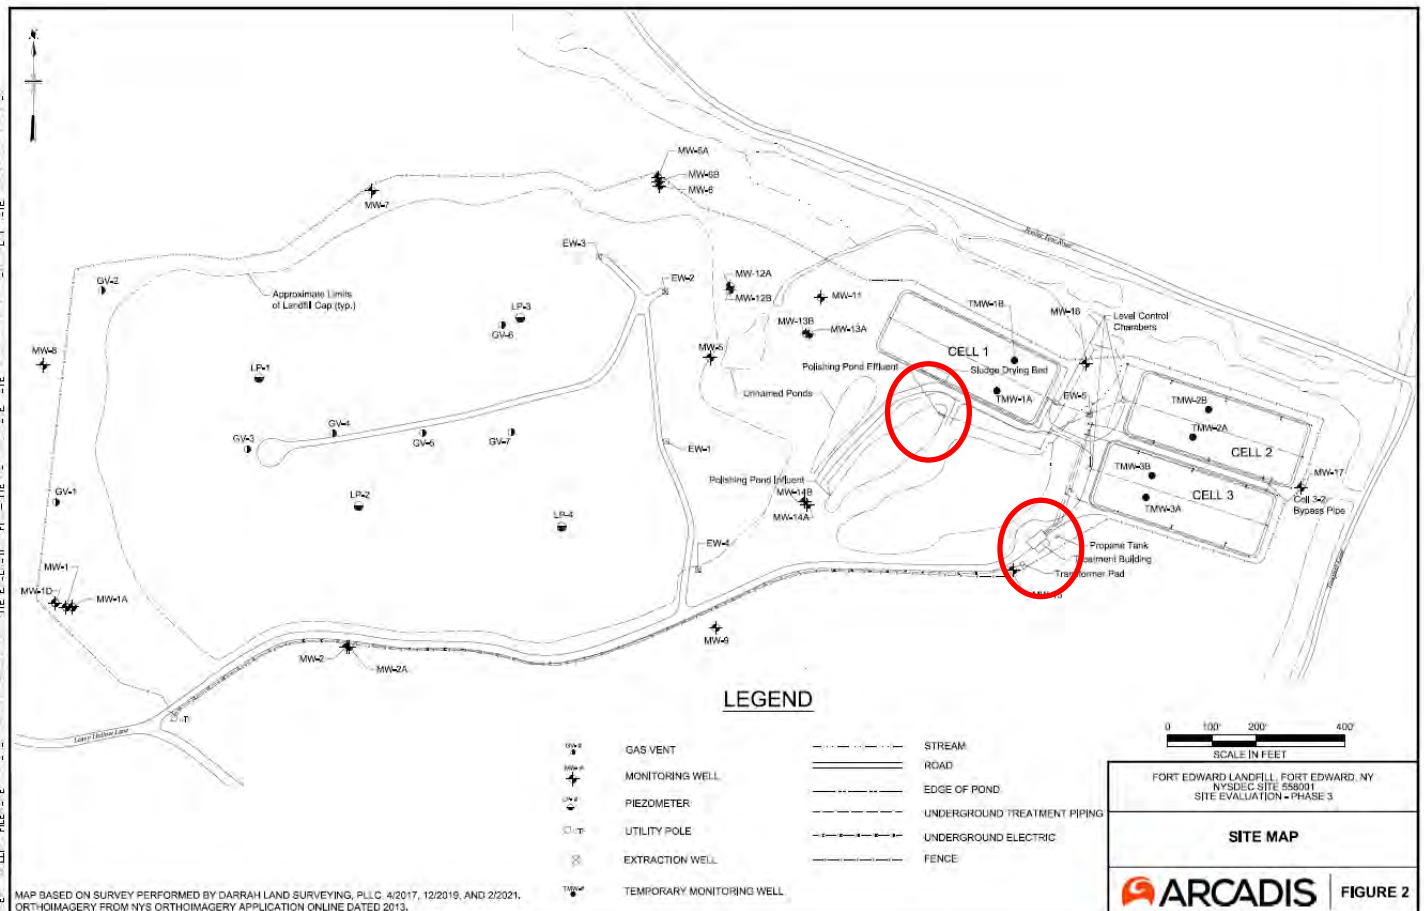 N
MW-6A
MW-6B
MW-6
MW-7
EW-3
EW-2
MW-12A
MW-12B
MW-11
GV-2
Approximate Limits
of Landfill Cap (typ.)
LP-3
GV-6
MW-13B
MW-13A
TMW-1B
MW-16
Level Control
Chambers
MW-8
MW-5
CELL 1
LP-1
Polishing Pond Effluent
Sludge Drying Bed
Unnamed Ponds
TMW-1A
EW-5
TMW-2B
TMW-2A
GV-3
GV-4
GV-5
GV-7
EW-1
CELL 2
TMW-3B
MW-17
Polishing Pond Influent
CELL 3
GV-1
LP-2
MW-14B
MW-14A
TMW-3A
Cell 3-2
Bypass Pipe
LP-4
EW-4
Propane Tank
Treatment Building
Transformer Pad
MW-1
MW-1D
MW-1A
MW-9
MW-2
MW-2A
LEGEND
GAS VENT
MONITORING WELL
PIEZOMETER
UTILITY POLE
EXTRACTION WELL
TEMPORARY MONITORING WELL
STREAM
ROAD
EDGE OF POND
UNDERGROUND TREATMENT PIPING
UNDERGROUND ELECTRIC
FENCE
0 100' 200' 400'
SCALE IN FEET
FORT EDWARD LANDFILL, FORT EDWARD, NY
NYSDEC SITE 558001
SITE EVALUATION - PHASE 3
SITE MAP
ARCADIS
FIGURE 2
MAP BASED ON SURVEY PERFORMED BY DARRAH LAND SURVEYING, PLLC 4/2017, 12/2019, AND 2/2021.
ORTHOIMAGERY FROM NYS ORTHOIMAGERY APPLICATION ONLINE DATED 2013.